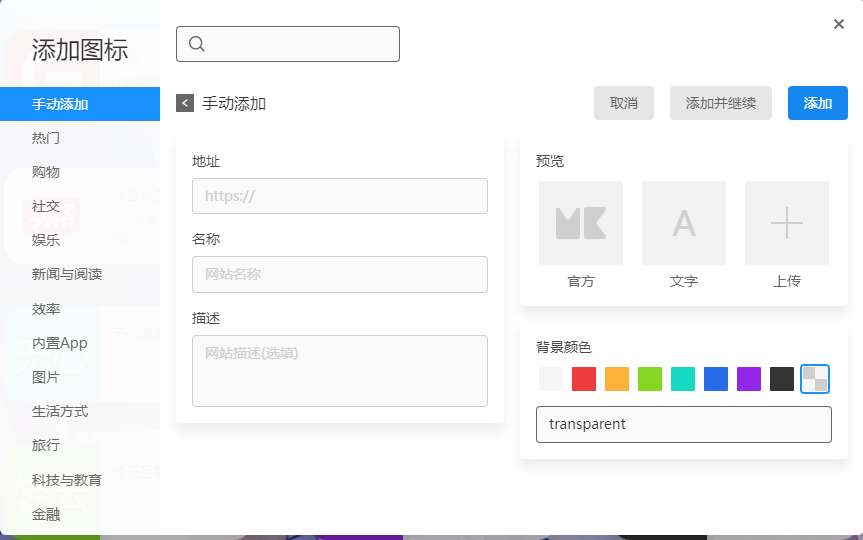 添加图标
手动添加
热门
购物
社交
娱乐
新闻与阅读
效率
内置App
图片
生活方式
旅行
科技与教育
金融
手动添加
取消
添加并继续
添加
地址
https://
名称
网站名称
描述
网站描述(选填)
预览
A
官方
文字
上传
背景颜色
transparent